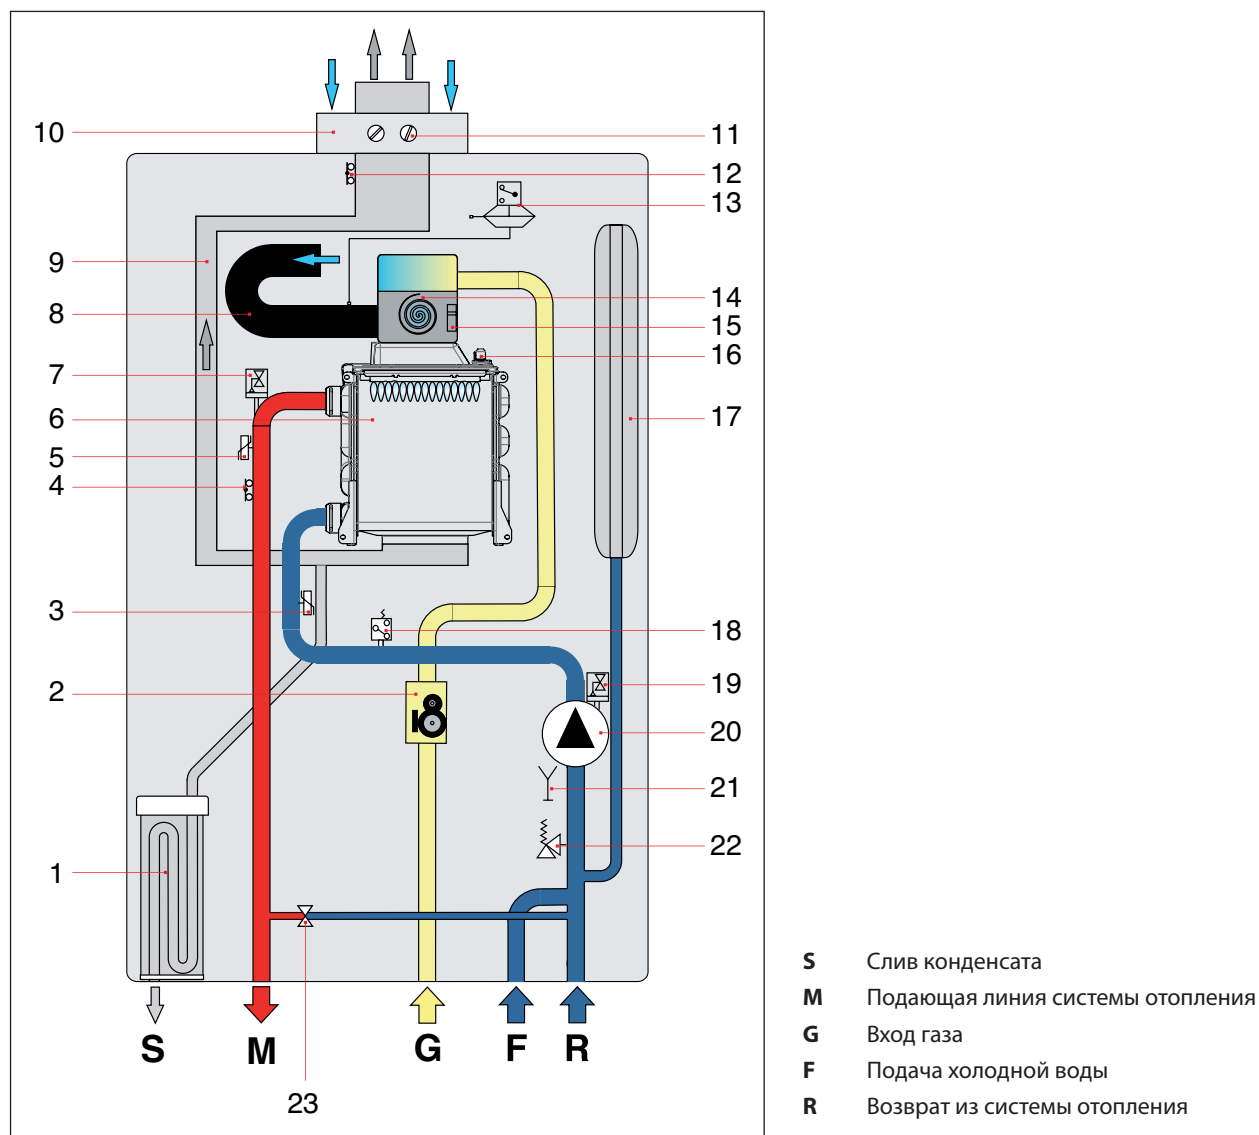 10
11
12
13
9
14
8
15
16
7
6
17
5
4
3
18
2
19
20
21
22
1
S
M
G
F
R
23
S Слив конденсата
M Подающая линия системы отопления
G Вход газа
F Подача холодной воды
R Возврат из системы отопления